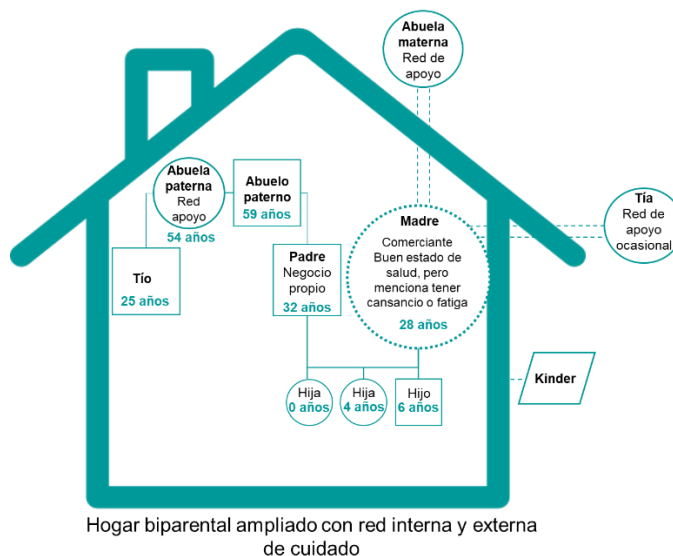 Abuela
materna
Red de
apoyo
Abuela
paterna
Red
apoyo
54 años
Abuelo
paterno
59 años
Tía
Red de
apoyo
ocasional
Madre
Comerciante
Buen estado de
salud, pero
menciona tener
cansancio o fatiga
28 años
Tío
25 años
Padre
Negocio
propio
32 años
Hija
0 años
Hija
4 años
Hijo
6 años
Kinder
Hogar biparental ampliado con red interna y externa
de cuidado